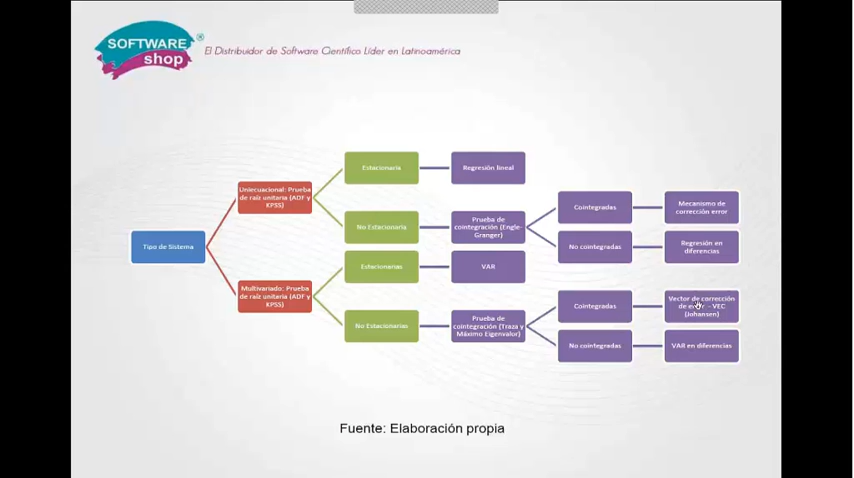 SOFTWARE
shop
®
El Distribuidor de Software Científico Líder en Latinoamérica
Tipo de Sistema
Uniecuacional: Prueba
de raíz unitaria (ADF y
KPSS)
Estacionaria
Regresión lineal
No Estacionaria
Prueba de
cointegración (Engle-
Granger)
Cointegradas
Mecanismo de
corrección error
No cointegradas
Regresión en
diferencias
Multivariado: Prueba
de raíz unitaria (ADF y
KPSS)
Estacionarias
VAR
No Estacionarias
Prueba de
cointegración (Traza y
Máximo Eigenvalor)
Cointegradas
Vector de corrección
de - VEC
(Johansen)
No cointegradas
VAR en diferencias
Fuente: Elaboración propia